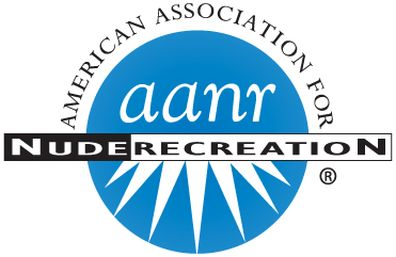 AMERICAN ASSOCIATION FOR
aanr
NUDERECREATION
®